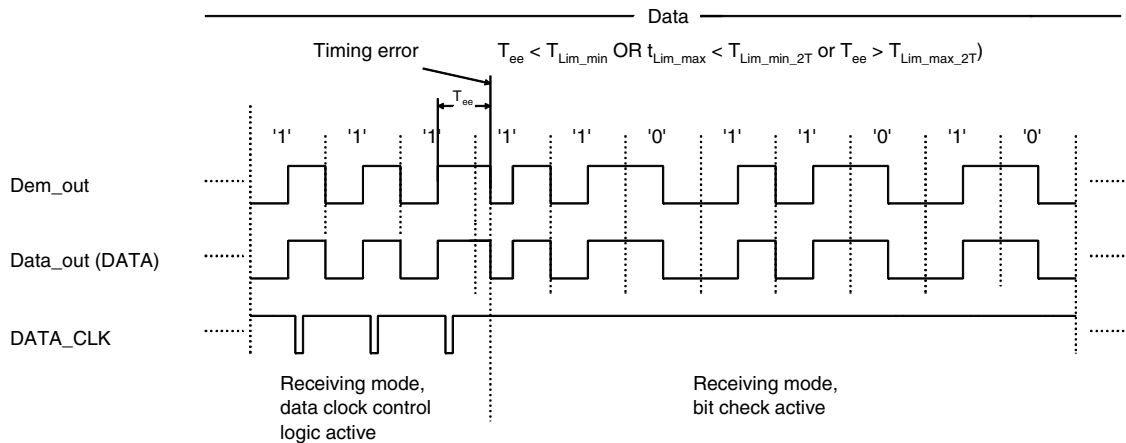 Data
Timing error
T_ee < T_Lim_min OR t_Lim_max < T_Lim_min_2T or T_ee > T_Lim_max_2T)
T_ee
'1' '1' '1' '1' '1' '0' '1' '1' '0' '1' '0'
Dem_out
Data_out (DATA)
DATA_CLK
Receiving mode,
data clock control
logic active
Receiving mode,
bit check active